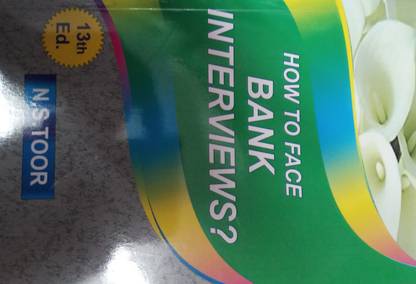 HOW TO FACE
BANK
INTERVIEWS?
13th
Ed.
N.S.TOOR